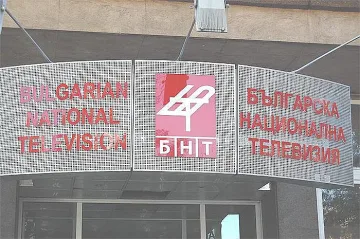 BULGARIAN
NATIONAL
TELEVISION
БНТ
БЪЛГАРСКА
НАЦИОНАЛНА
ТЕЛЕВИЗИЯ